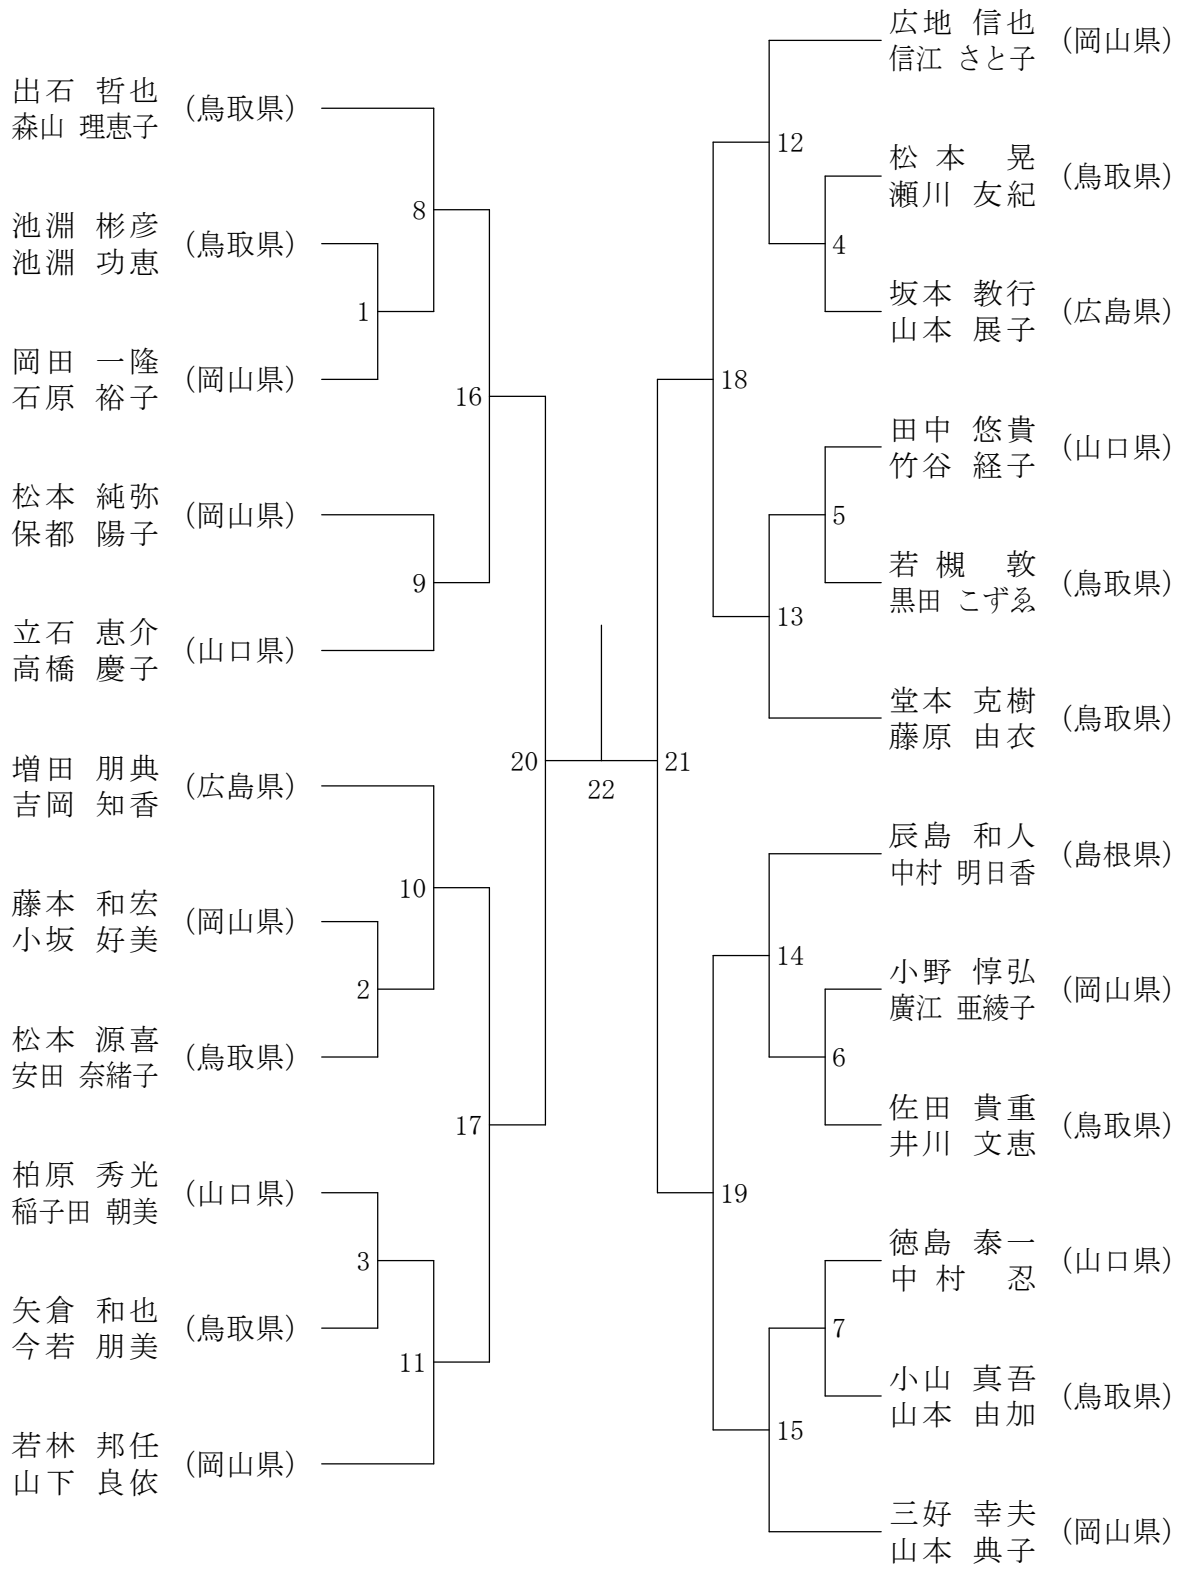 出石 哲也
森山 理恵子
(鳥取県)
池淵 彬彦
池淵 功恵
(鳥取県)
岡田 一隆
石原 裕子
(岡山県)
松本 純弥
保都 陽子
(岡山県)
立石 恵介
高橋 慶子
(山口県)
増田 朋典
吉岡 知香
(広島県)
藤本 和宏
小坂 好美
(岡山県)
松本 源喜
安田 奈緒子
(鳥取県)
柏原 秀光
稲子田 朝美
(山口県)
矢倉 和也
今若 朋美
(鳥取県)
若林 邦任
山下 良依
(岡山県)
8
1
16
9
10
2
17
3
11
20
22
21
12
4
18
5
13
14
6
19
7
15
広地 信也
信江 さと子
(岡山県)
松本 晃
瀬川 友紀
(鳥取県)
坂本 教行
山本 展子
(広島県)
田中 悠貴
竹谷 経子
(山口県)
若槻 敦
黒田 こずゑ
(鳥取県)
堂本 克樹
藤原 由衣
(鳥取県)
辰島 和人
中村 明日香
(島根県)
小野 惇弘
廣江 亜綾子
(岡山県)
佐田 貴重
井川 文恵
(鳥取県)
徳島 泰一
中村 忍
(山口県)
小山 真吾
山本 由加
(鳥取県)
三好 幸夫
山本 典子
(岡山県)